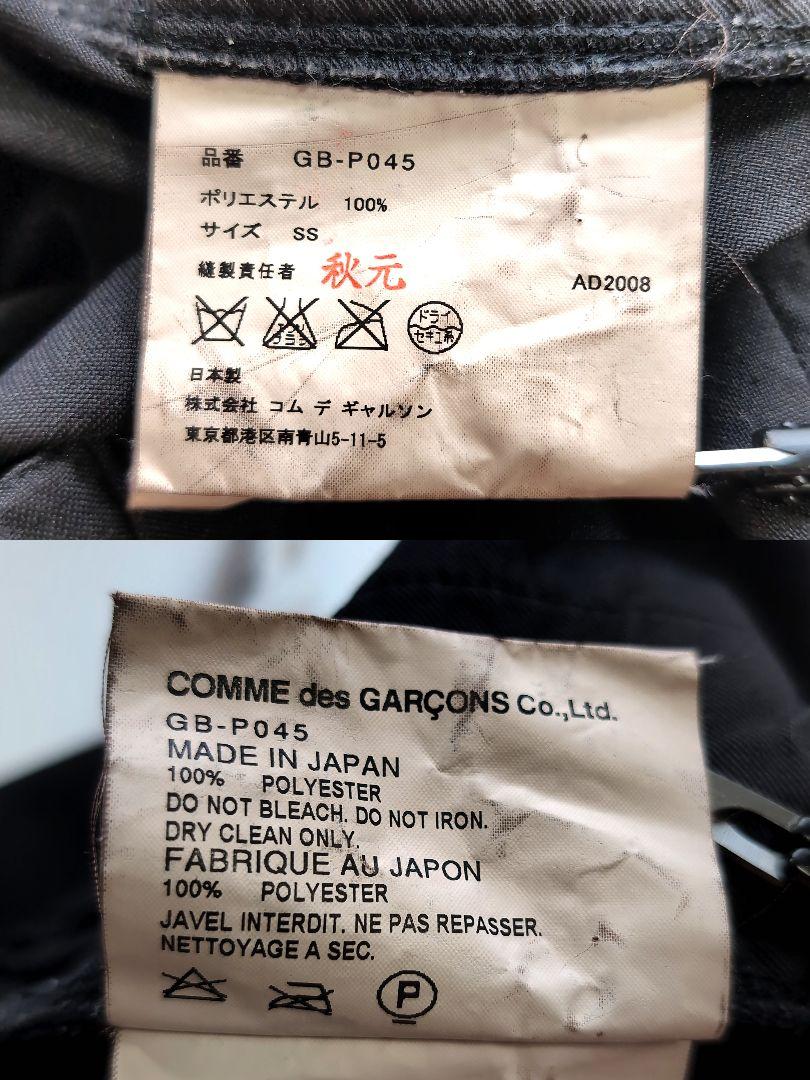 品番 GB-P045
ポリエステル 100%
サイズ SS
縫製責任者 秋元
AD2008
ドライ
セキユ系
日本製
株式会社 コム デ ギャルソン
東京都港区南青山5-11-5
COMME des GARÇONS Co.,Ltd.
GB-P045
MADE IN JAPAN
100% POLYESTER
DO NOT BLEACH. DO NOT IRON.
DRY CLEAN ONLY.
FABRIQUE AU JAPON
100% POLYESTER
JAVEL INTERDIT. NE PAS REPASSER.
NETTOYAGE A SEC.
P